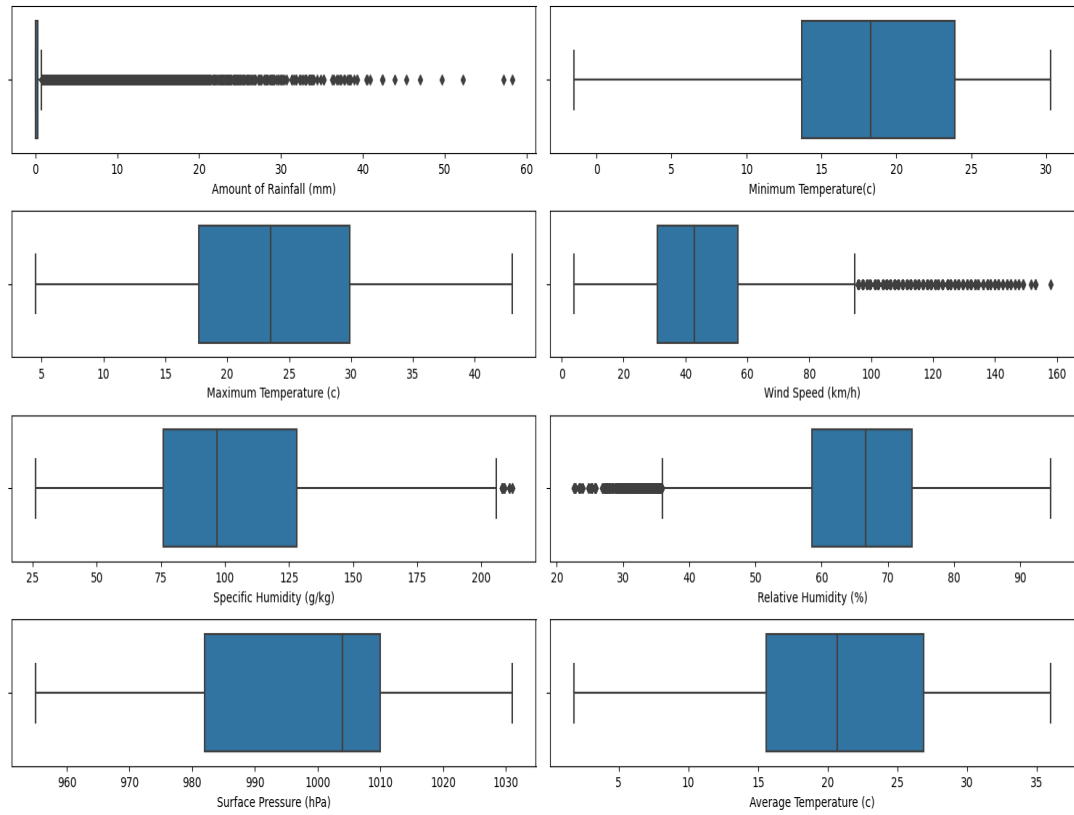 0 10 20 30 40 50 60
Amount of Rainfall (mm)
0 5 10 15 20 25 30
Minimum Temperature(c)
5 10 15 20 25 30 35 40
Maximum Temperature (c)
0 20 40 60 80 100 120 140 160
Wind Speed (km/h)
25 50 75 100 125 150 175 200
Specific Humidity (g/kg)
20 30 40 50 60 70 80 90
Relative Humidity (%)
960 970 980 990 1000 1010 1020 1030
Surface Pressure (hPa)
5 10 15 20 25 30 35
Average Temperature (c)